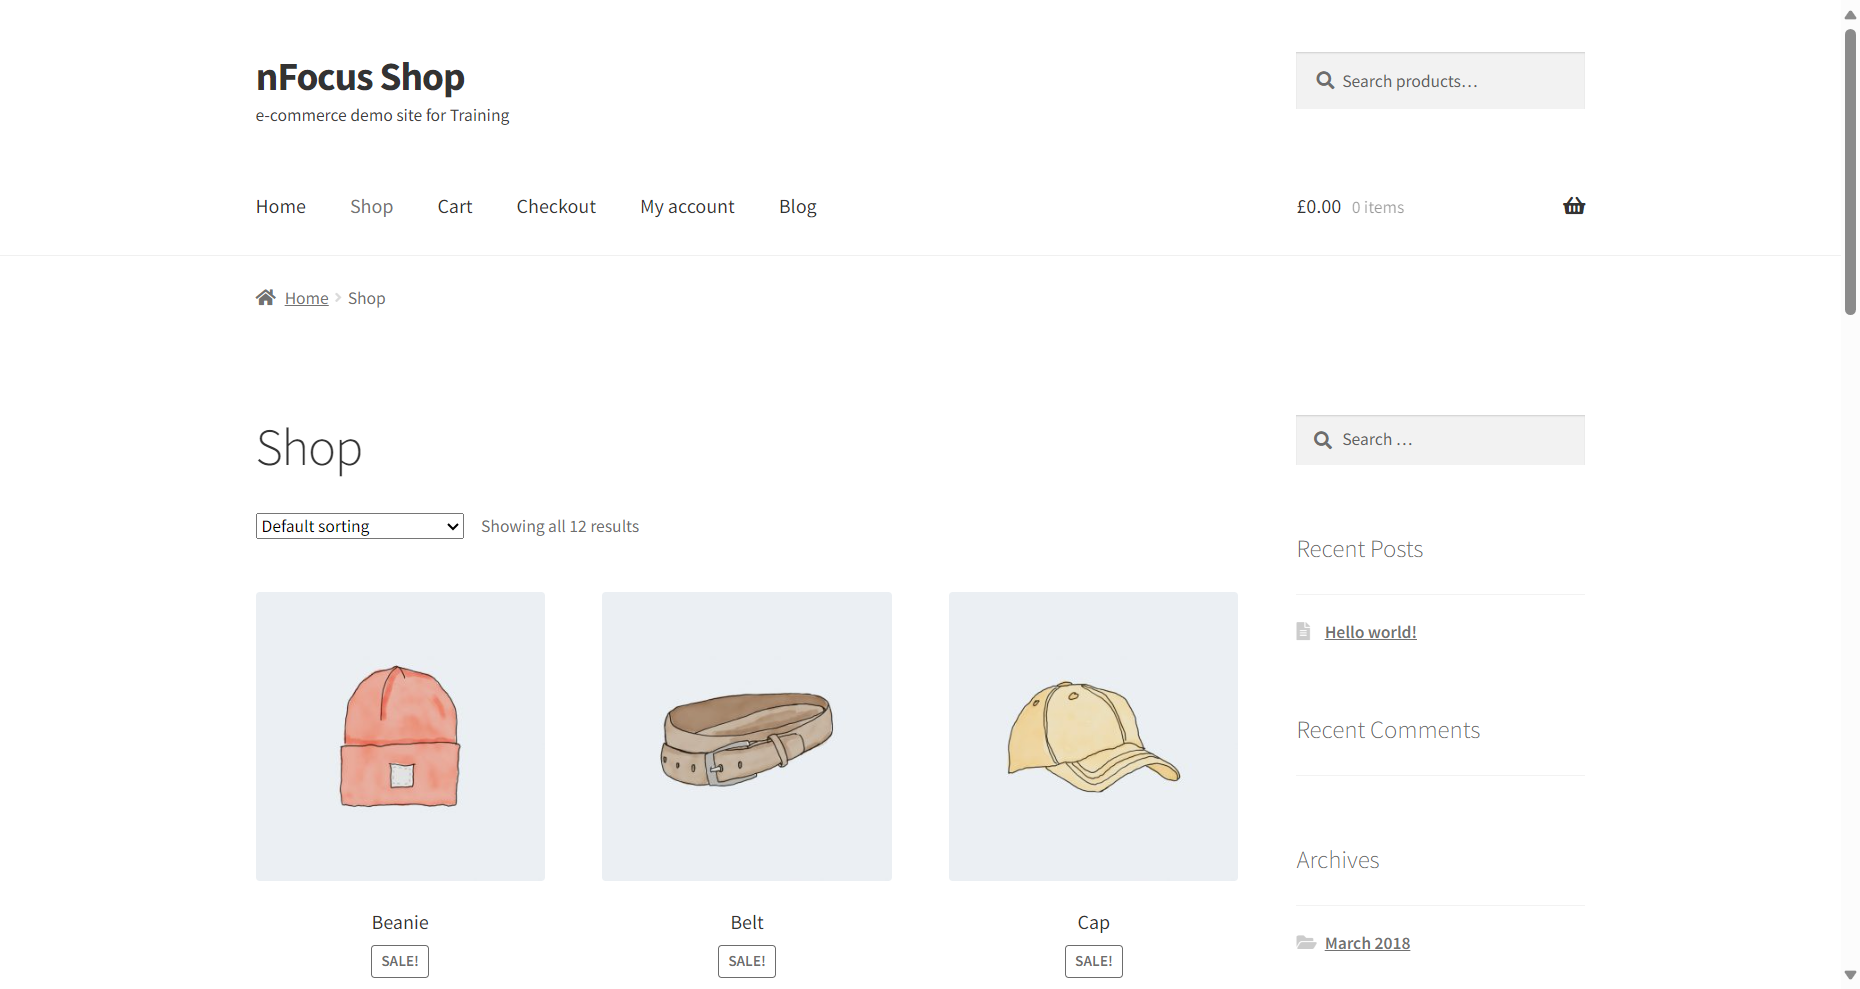 nFocus Shop
e-commerce demo site for Training
Search products…
Home Shop Cart Checkout My account Blog
£0.00 0 items
Home Shop
Shop
Default sorting
Showing all 12 results
Beanie
SALE!
Belt
SALE!
Cap
SALE!
Search …
Recent Posts
Hello world!
Recent Comments
Archives
March 2018